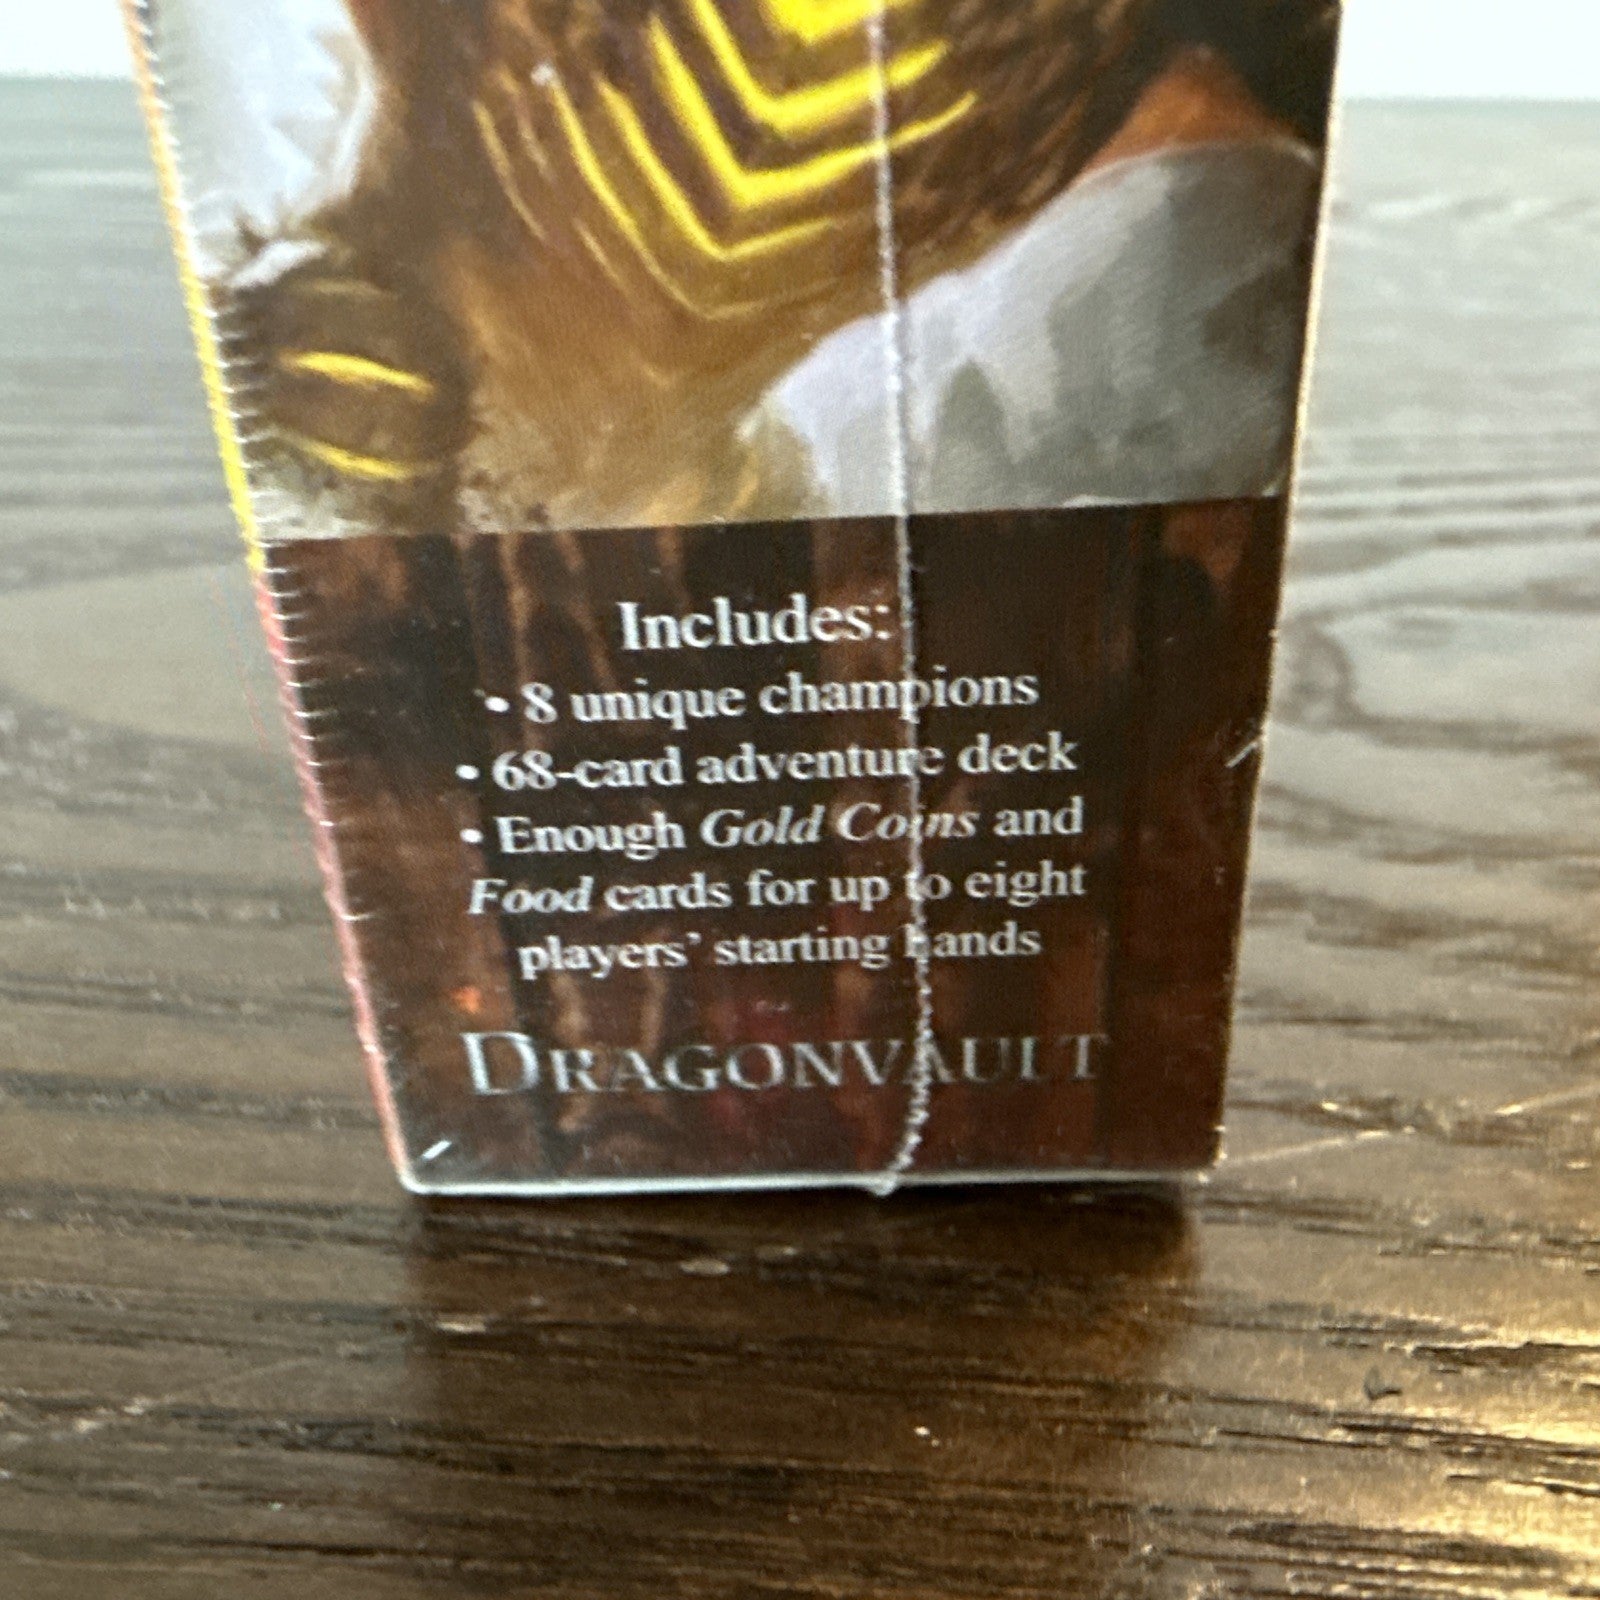 Includes:
• 8 unique champions
• 68-card adventure deck
• Enough Gold Coins and
Food cards for up to eight
players' starting hands
DRAGONVAULT